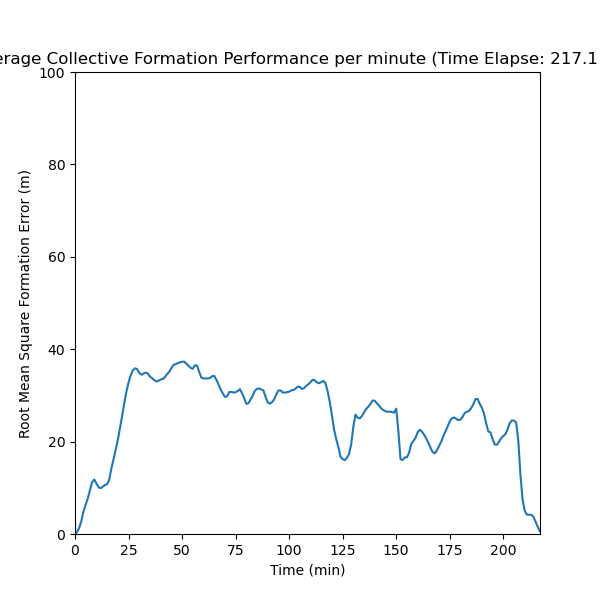 erage Collective Formation Performance per minute (Time Elapse: 217.1
100
80
60
40
20
0
Root Mean Square Formation Error (m)
0 25 50 75 100 125 150 175 200
Time (min)